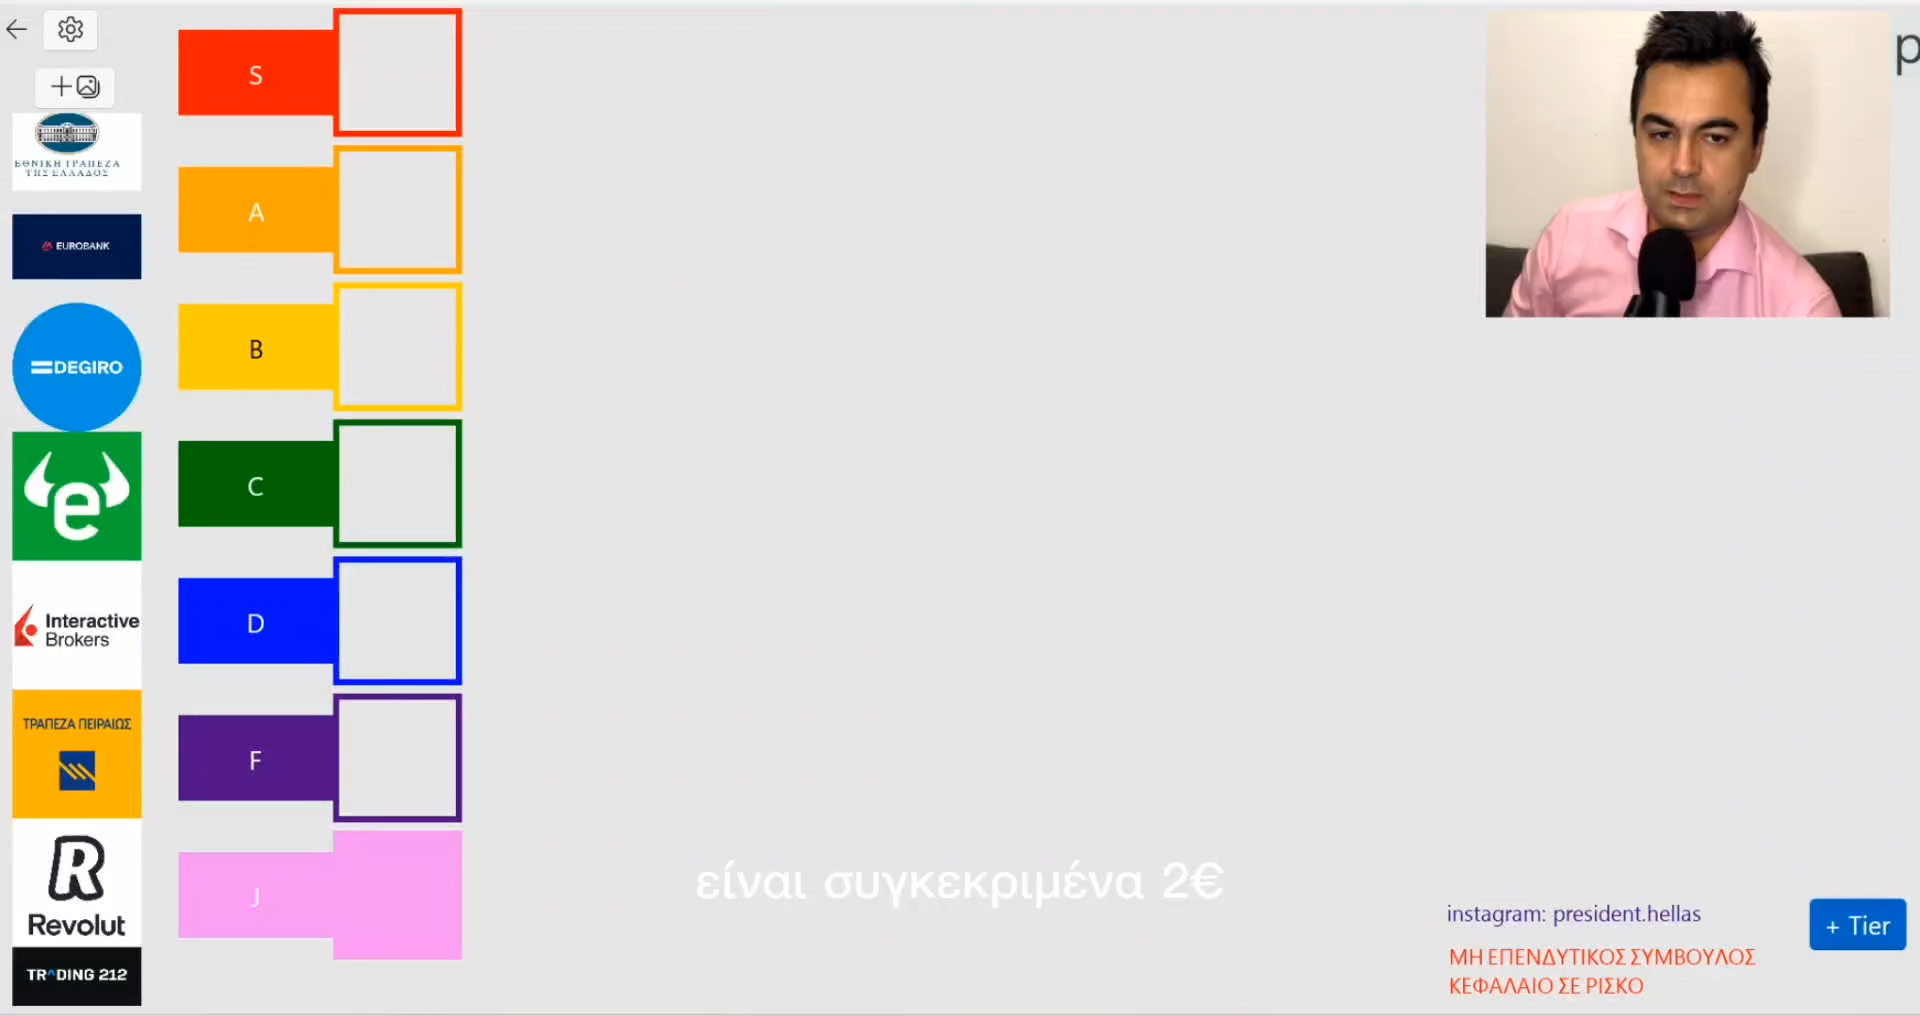 S
p
ΕΘΝΙΚΗ ΤΡΑΠΕΖΑ
ΤΗΣ ΕΛΛΑΔΟΣ
A
EUROBANK
B
DEGIRO
C
e
D
Interactive
Brokers
F
ΤΡΑΠΕΖΑ ΠΕΙΡΑΙΩΣ
J
R
Revolut
TRADING 212
είναι συγκεκριμένα 2€
instagram: president.hellas
+ Tier
ΜΗ ΕΠΕΝΔΥΤΙΚΟΣ ΣΥΜΒΟΥΛΟΣ
ΚΕΦΑΛΑΙΟ ΣΕ ΡΙΣΚΟ